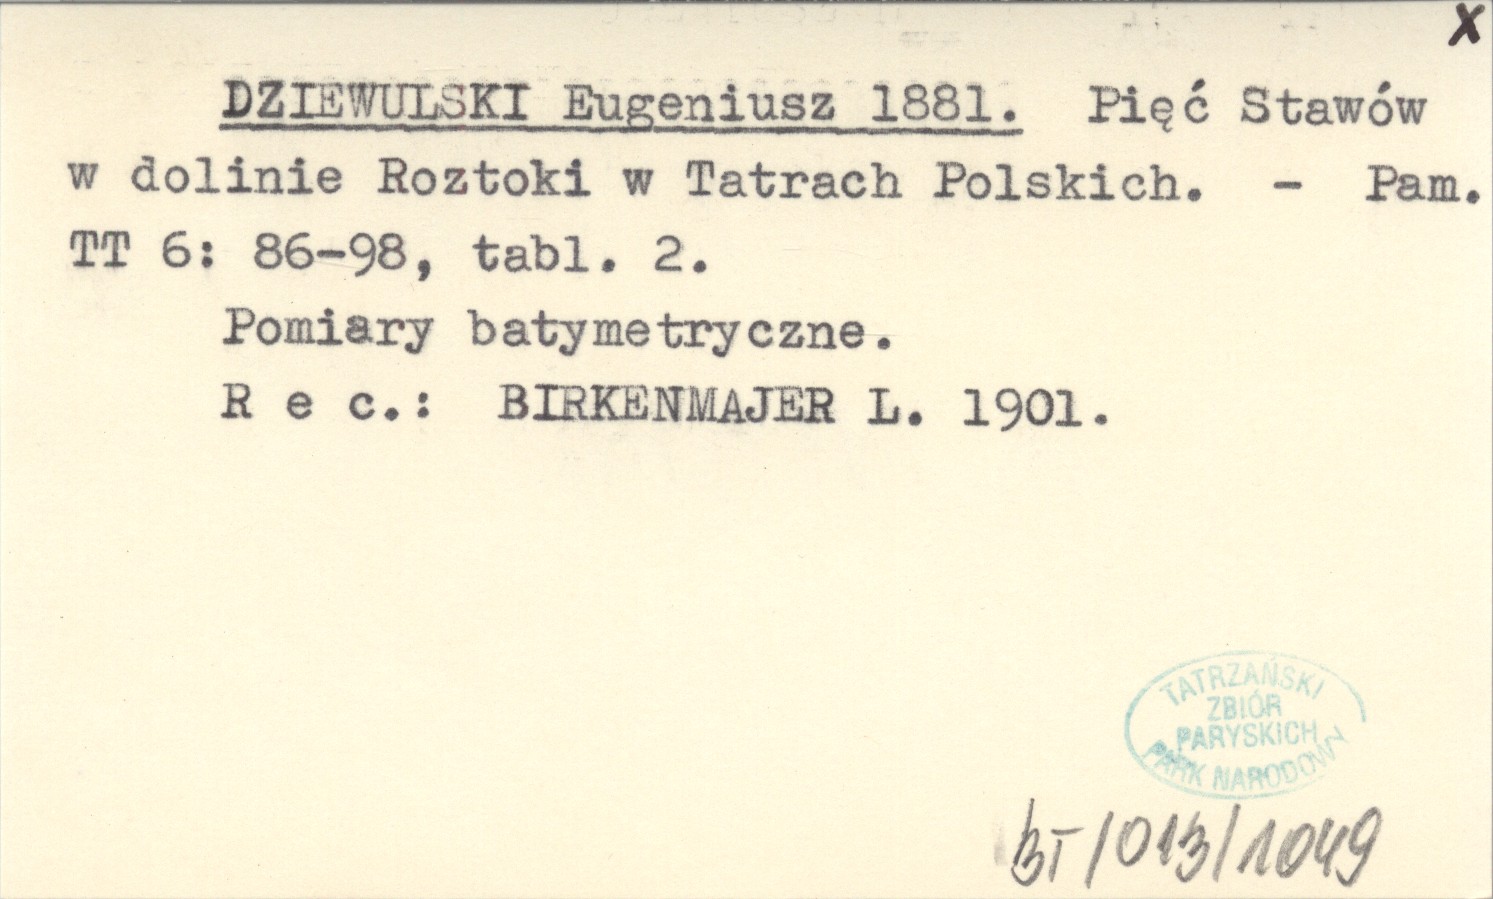 X
DZIEWULSKI Eugeniusz 1881. Pięć Stawów
w dolinie Roztoki w Tatrach Polskich. - Pam.
TT 6: 86-98, tabl. 2.
Pomiary batymetryczne.
R e c.: BIRKENMAJER L. 1901.
TATRZAŃSKI
ZBIÓR
PARYSKICH
PARK NARODOWY
BT/013/1049